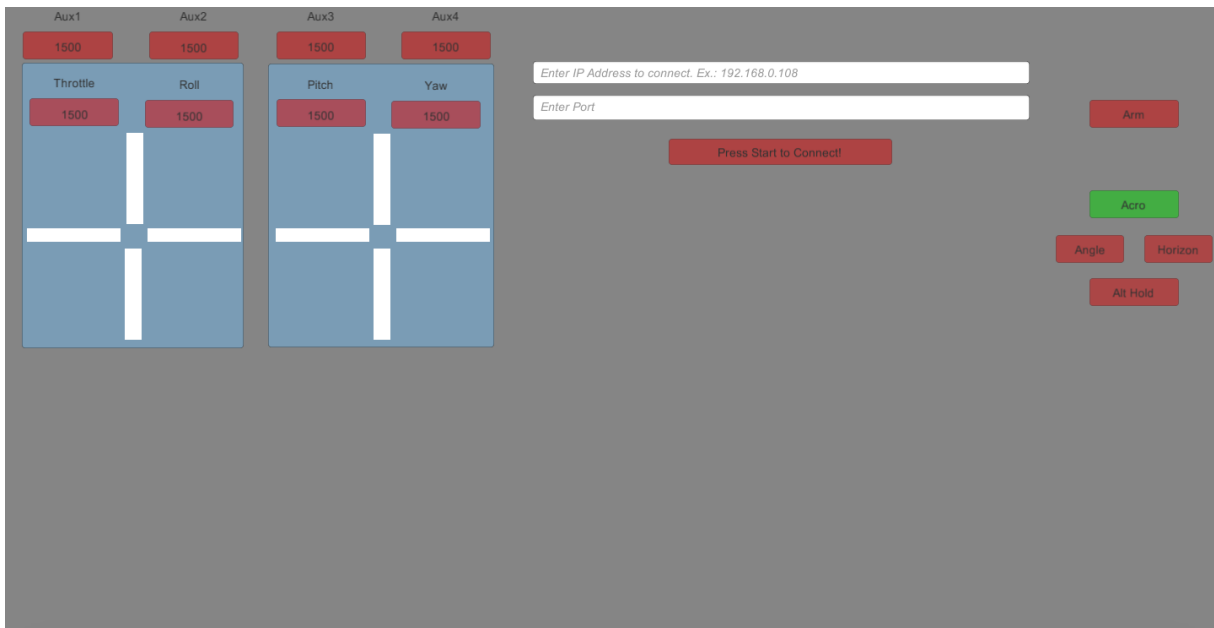 Aux1 Aux2 Aux3 Aux4
1500 1500 1500 1500
Throttle Roll Pitch Yaw
1500 1500 1500 1500
Enter IP Address to connect. Ex.: 192.168.0.108
Enter Port
Press Start to Connect!
Arm
Acro
Angle Horizon
Alt Hold